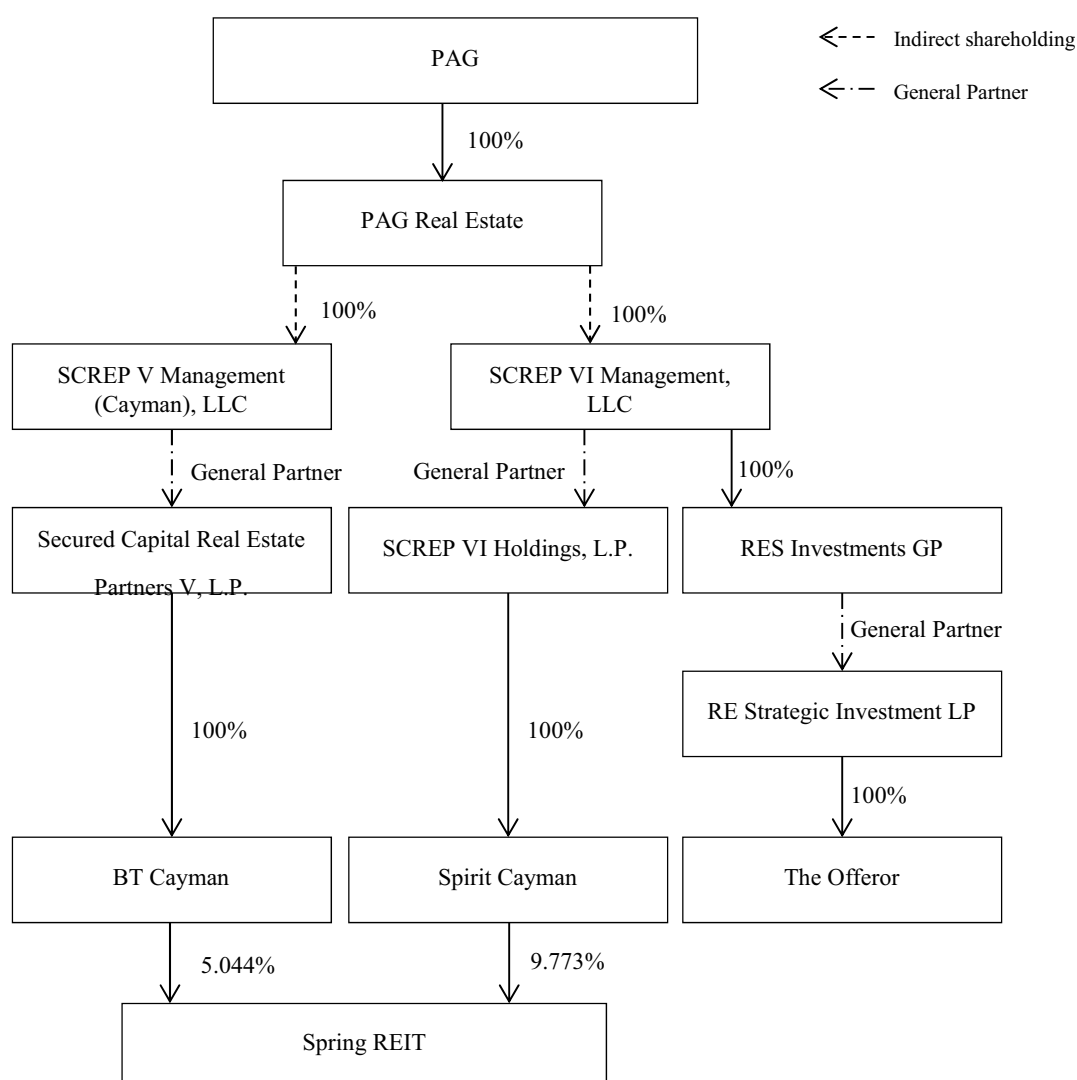 PAG
Indirect shareholding
General Partner
100%
PAG Real Estate
100%
100%
SCREP V Management
(Cayman), LLC
SCREP VI Management,
LLC
General Partner
General Partner
100%
Secured Capital Real Estate
Partners V, L.P.
SCREP VI Holdings, L.P.
RES Investments GP
General Partner
RE Strategic Investment LP
100%
100%
100%
BT Cayman
Spirit Cayman
The Offeror
5.044%
9.773%
Spring REIT